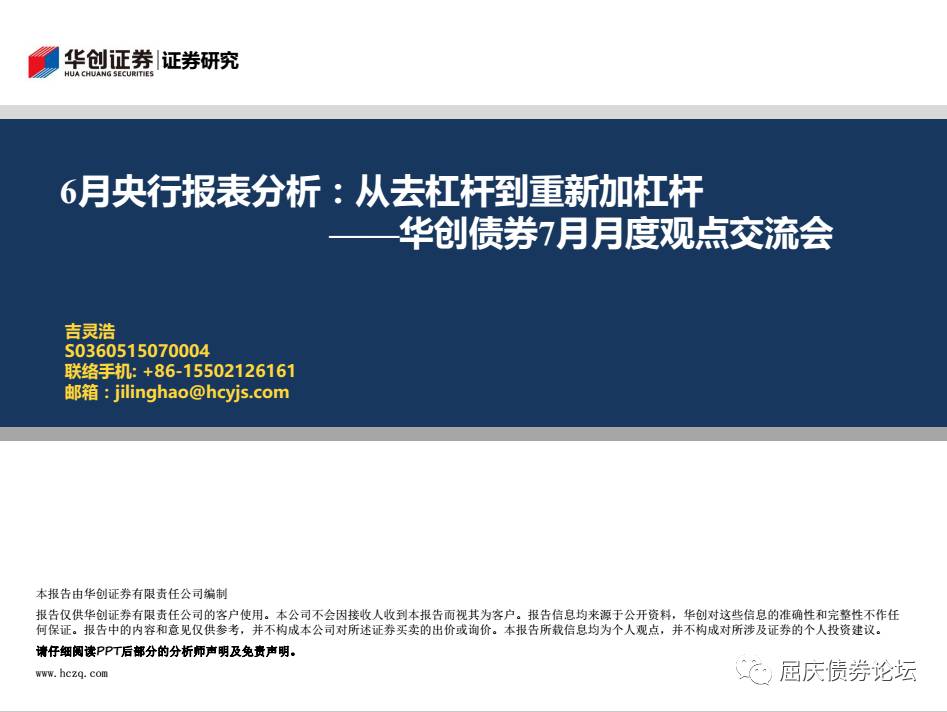 华创证券 证券研究
HUA CHUANG SECURITIES
6月央行报表分析：从去杠杆到重新加杠杆
——华创债券7月月度观点交流会
吉灵浩
S0360515070004
联络手机: +86-15502126161
邮箱：jilinghao@hcyjs.com
本报告由华创证券有限责任公司编制
报告仅供华创证券有限责任公司的客户使用。本公司不会因接收人收到本报告而视其为客户。报告信息均来源于公开资料，华创对这些信息的准确性和完整性不作任
何保证。报告中的内容和意见仅供参考，并不构成本公司对所述证券买卖的出价或询价。本报告所载信息均为个人观点，并不构成对所涉及证券的个人投资建议。
请仔细阅读PPT后部分的分析师声明及免责声明。
www.hczq.com
屈庆债券论坛